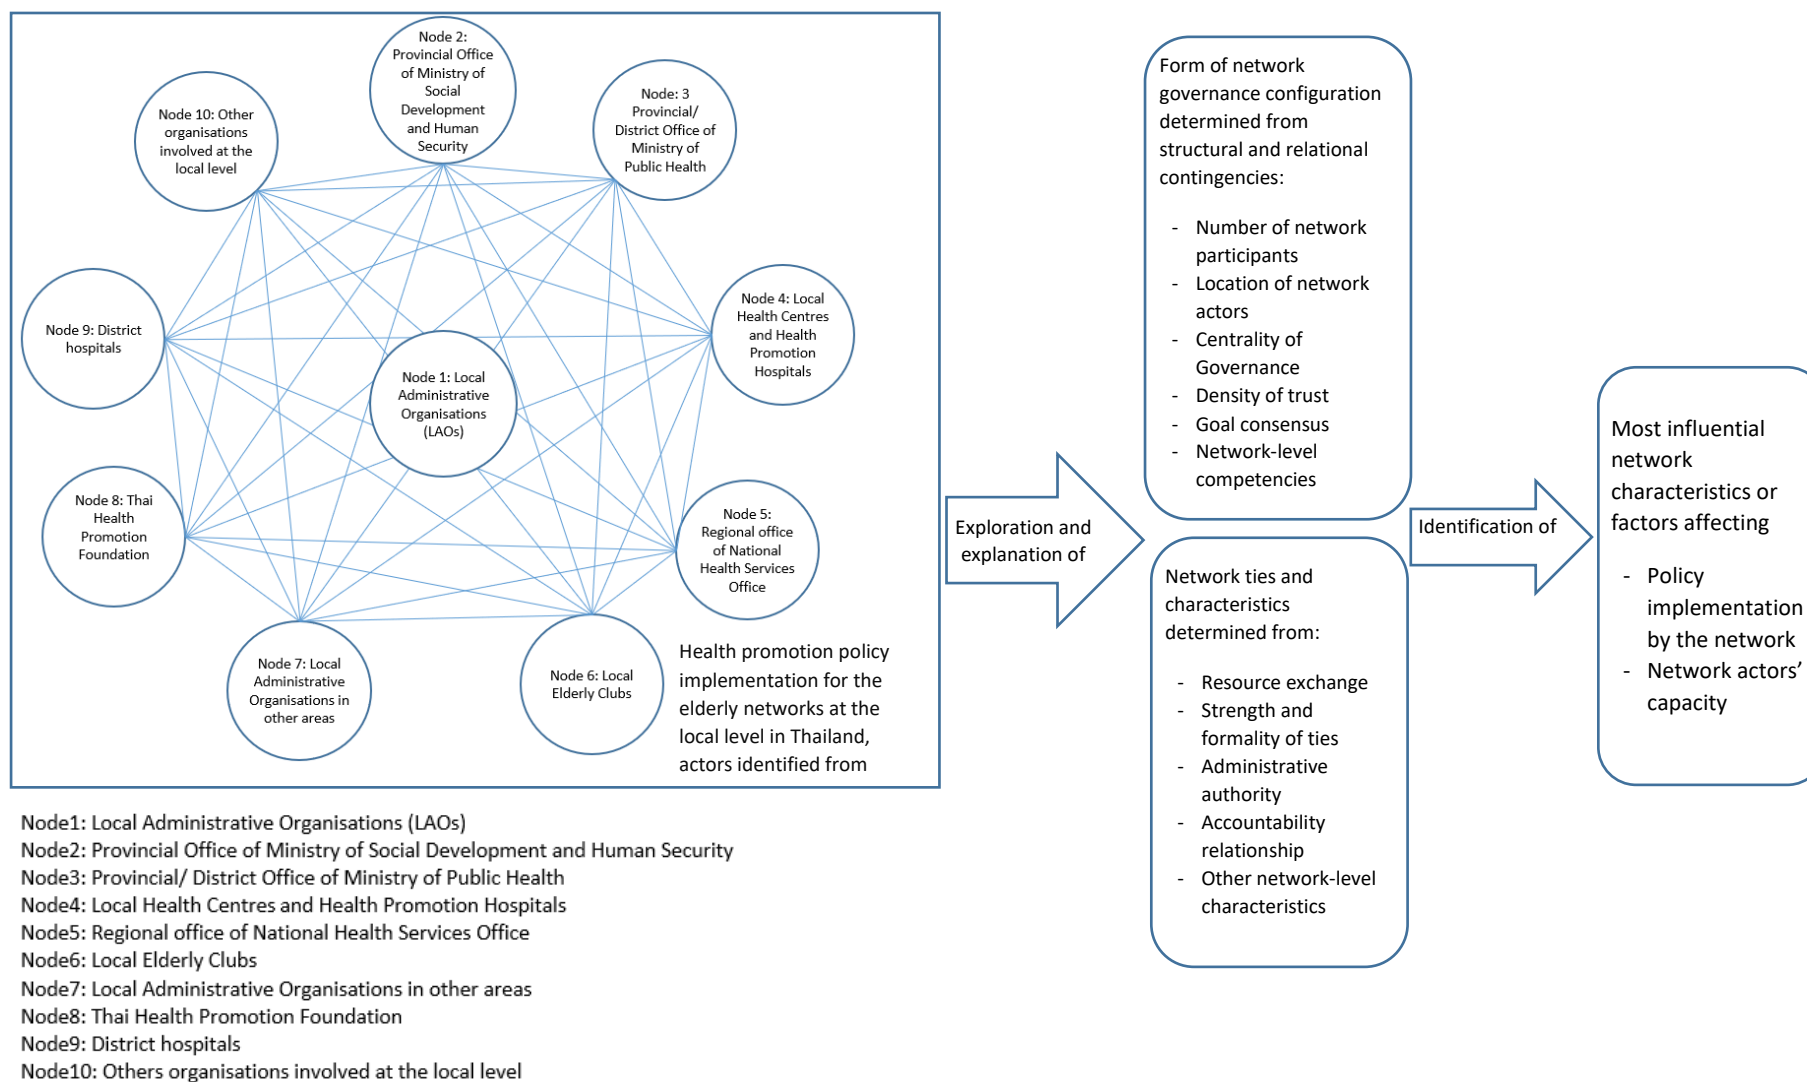 Node 2:
Provincial Office
of Ministry of
Social
Development
and Human
Security
Node: 3
Provincial/
District Office of
Ministry of
Public Health
Node 10: Other
organisations
involved at the
local level
Node 4: Local
Health Centres
and Health
Promotion
Hospitals
Node 9: District
hospitals
Node 1: Local
Administrative
Organisations
(LAOs)
Node 8: Thai
Health
Promotion
Foundation
Node 5:
Regional office
of National
Health Services
Office
Node 7: Local
Administrative
Organisations in
other areas
Node 6: Local
Elderly Clubs
Health promotion policy
implementation for the
elderly networks at the
local level in Thailand,
actors identified from
Node1: Local Administrative Organisations (LAOs)
Node2: Provincial Office of Ministry of Social Development and Human Security
Node3: Provincial/ District Office of Ministry of Public Health
Node4: Local Health Centres and Health Promotion Hospitals
Node5: Regional office of National Health Services Office
Node6: Local Elderly Clubs
Node7: Local Administrative Organisations in other areas
Node8: Thai Health Promotion Foundation
Node9: District hospitals
Node10: Others organisations involved at the local level
Exploration and
explanation of
Form of network
governance configuration
determined from
structural and relational
contingencies:
- Number of network
participants
- Location of network
actors
- Centrality of
Governance
- Density of trust
- Goal consensus
- Network-level
competencies
Network ties and
characteristics
determined from:
- Resource exchange
- Strength and
formality of ties
- Administrative
authority
- Accountability
relationship
- Other network-level
characteristics
Identification of
Most influential
network
characteristics or
factors affecting
- Policy
implementation
by the network
- Network actors’
capacity